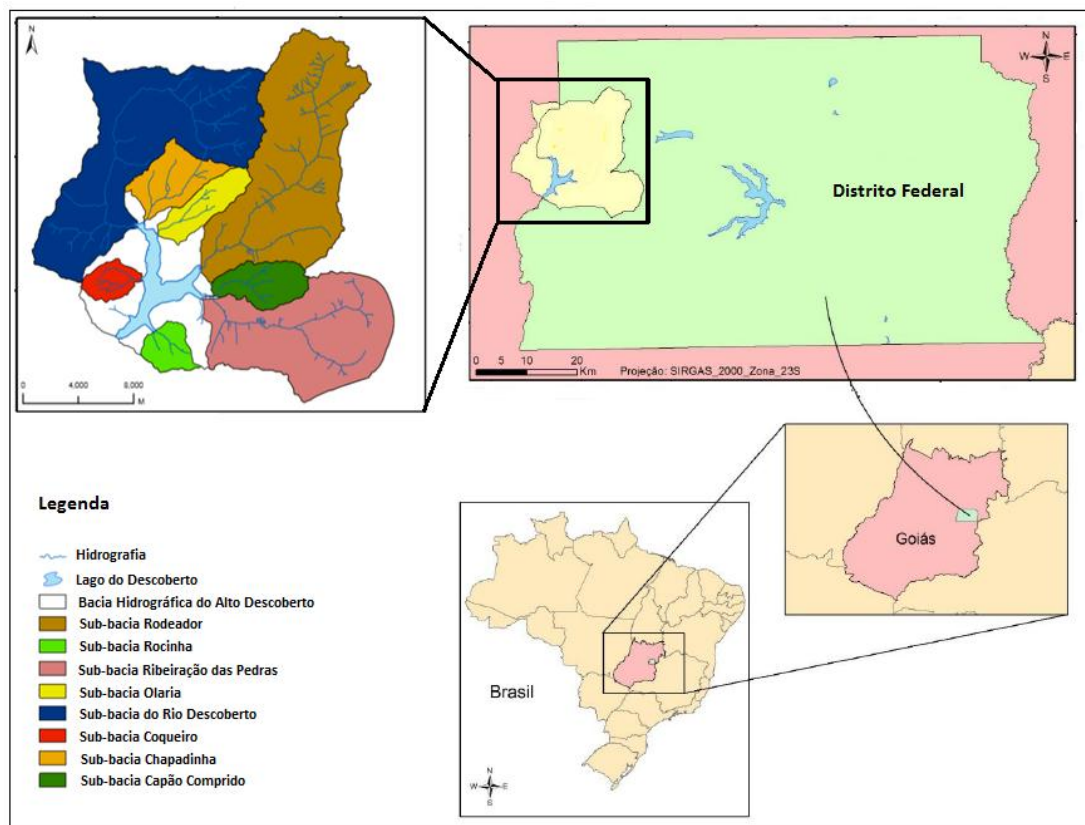 N
0 4.000 8.000
M
N
W E
S
Distrito Federal
0 5 10 20
Km
Projeção: SIRGAS_2000_Zona_23S
Goiás
Brasil
N
W E
S
Legenda
Hidrografia
Lago do Descoberto
Bacia Hidrográfica do Alto Descoberto
Sub-bacia Rodeador
Sub-bacia Rocinha
Sub-bacia Ribeiração das Pedras
Sub-bacia Olaria
Sub-bacia do Rio Descoberto
Sub-bacia Coqueiro
Sub-bacia Chapadinha
Sub-bacia Capão Comprido